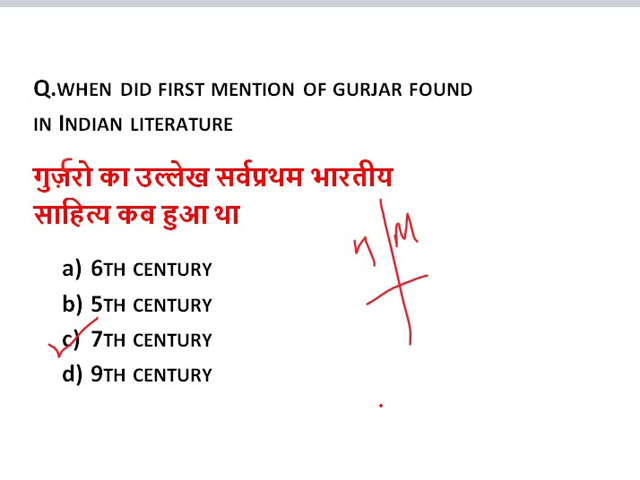 Q.WHEN DID FIRST MENTION OF GURJAR FOUND
IN INDIAN LITERATURE
गुर्ज़रो का उल्लेख सर्वप्रथम भारतीय
साहित्य कव हुआ था
a) 6TH CENTURY
b) 5TH CENTURY
c) 7TH CENTURY
d) 9TH CENTURY
M